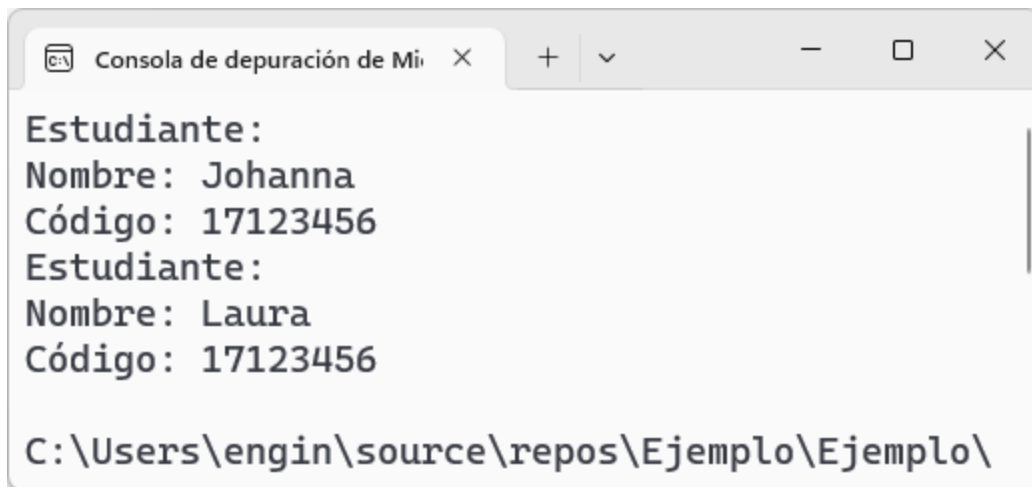 Consola de depuración de Mi
Estudiante:
Nombre: Johanna
Código: 17123456
Estudiante:
Nombre: Laura
Código: 17123456
C:\Users\engin\source\repos\Ejemplo\Ejemplo\